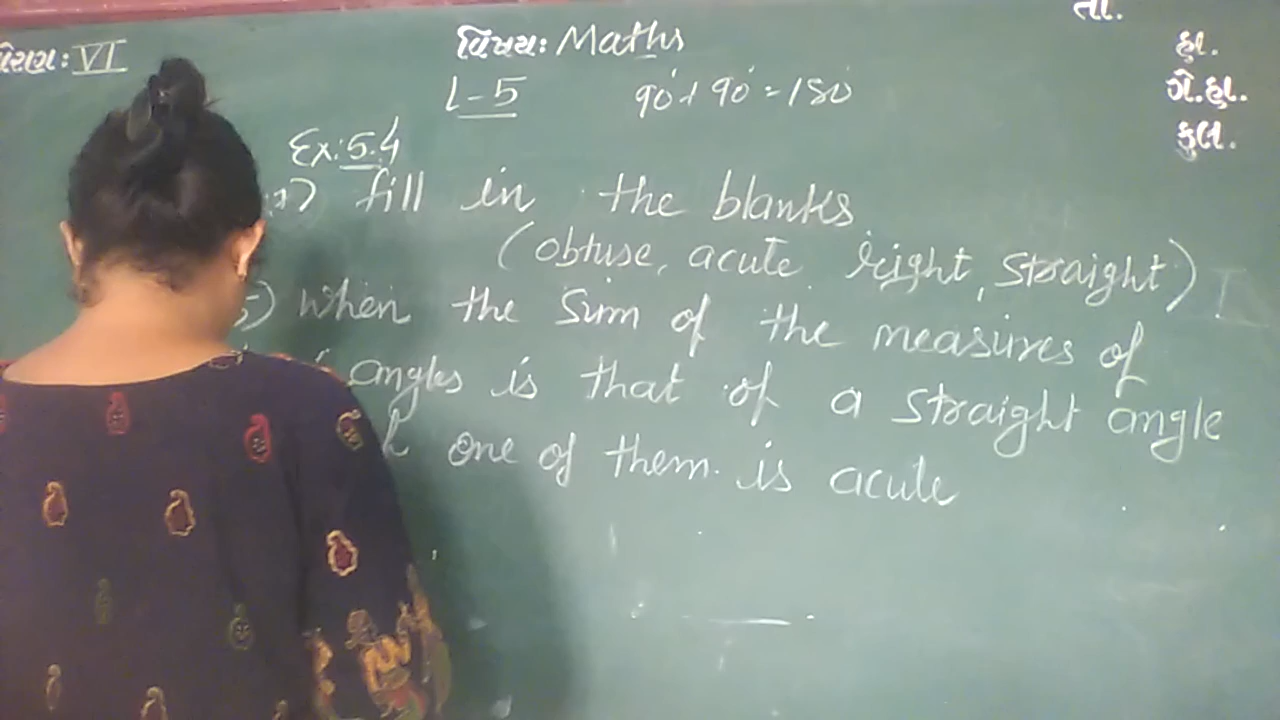 ધોરણ: VI
વિષય: Maths
તા.
હા.
ગે.હા.
કુલ.
L-5 90°+90°=180°
Ex:5.4
fill in the blanks
(obtuse, acute right, straight)
5) when the sum of the measures of
angles is that of a straight angle
one of them is acute